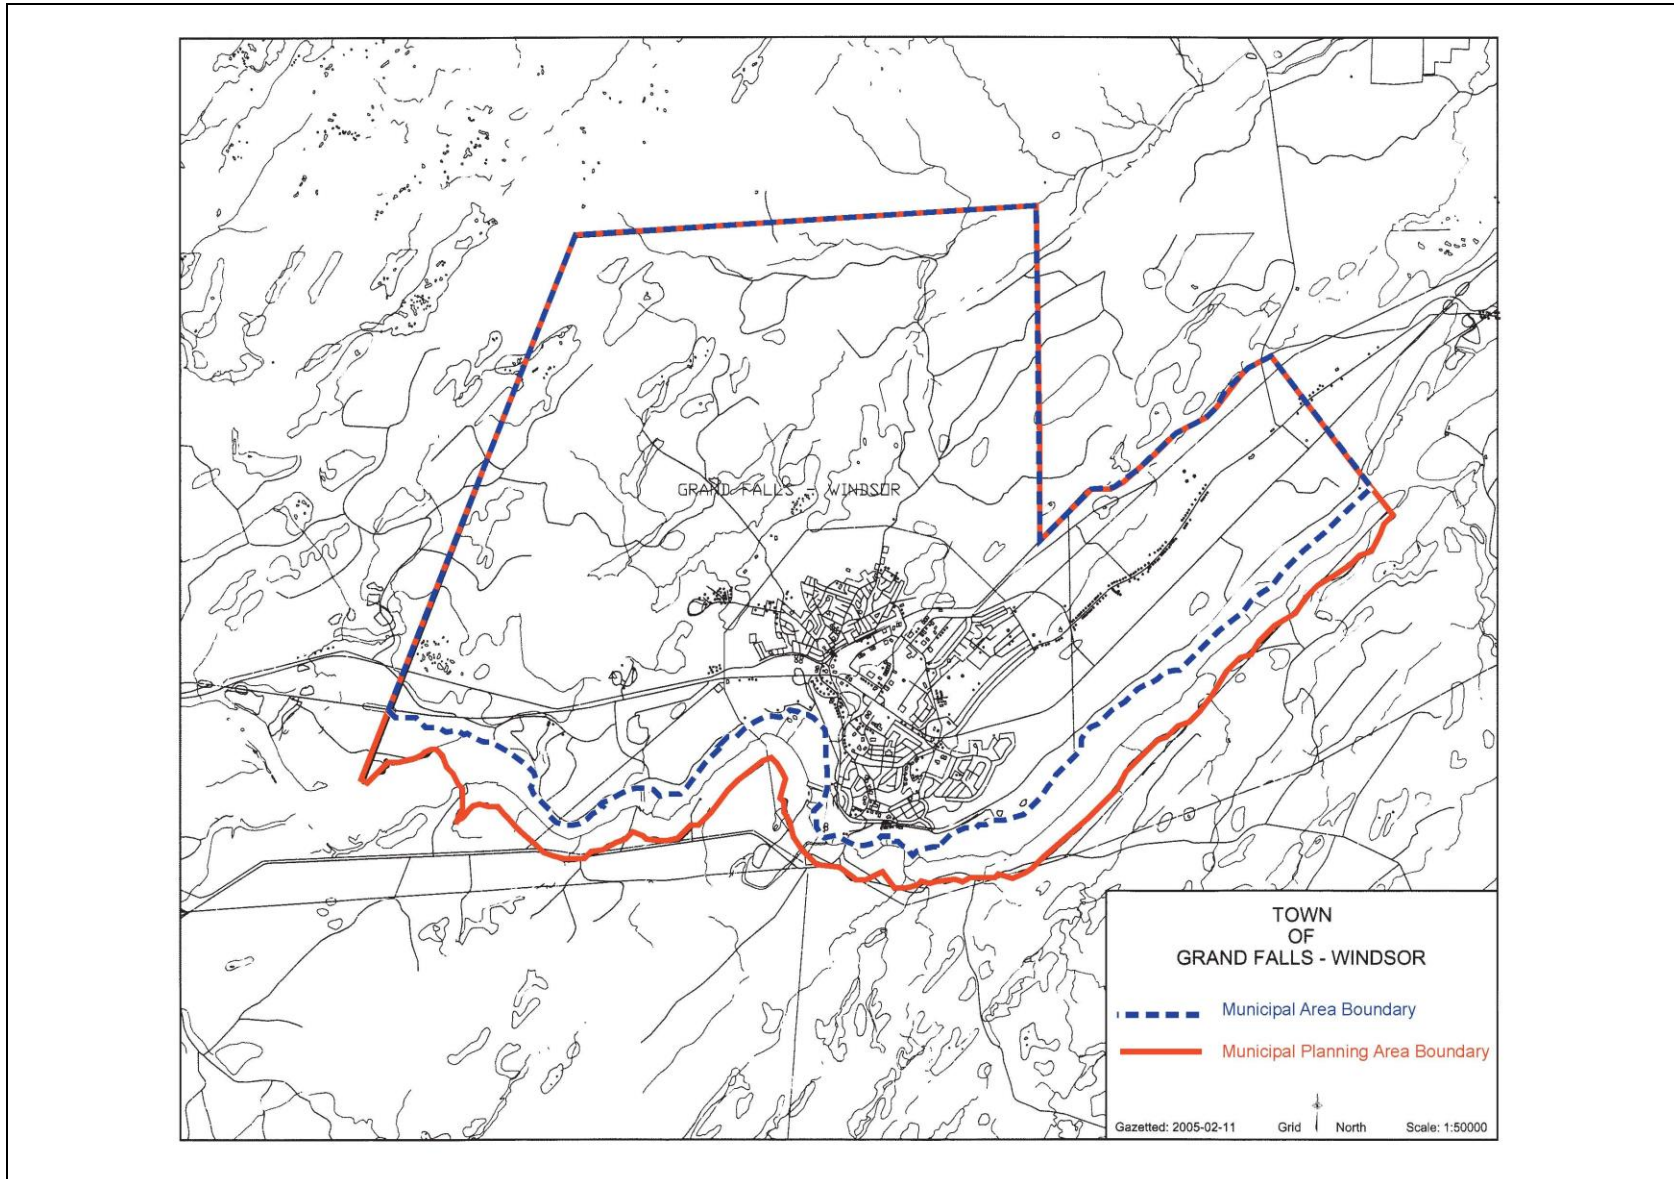 GRAND FALLS - WINDSOR
TOWN
OF
GRAND FALLS - WINDSOR
Municipal Area Boundary
Municipal Planning Area Boundary
Gazetted: 2005-02-11 Grid North Scale: 1:50000